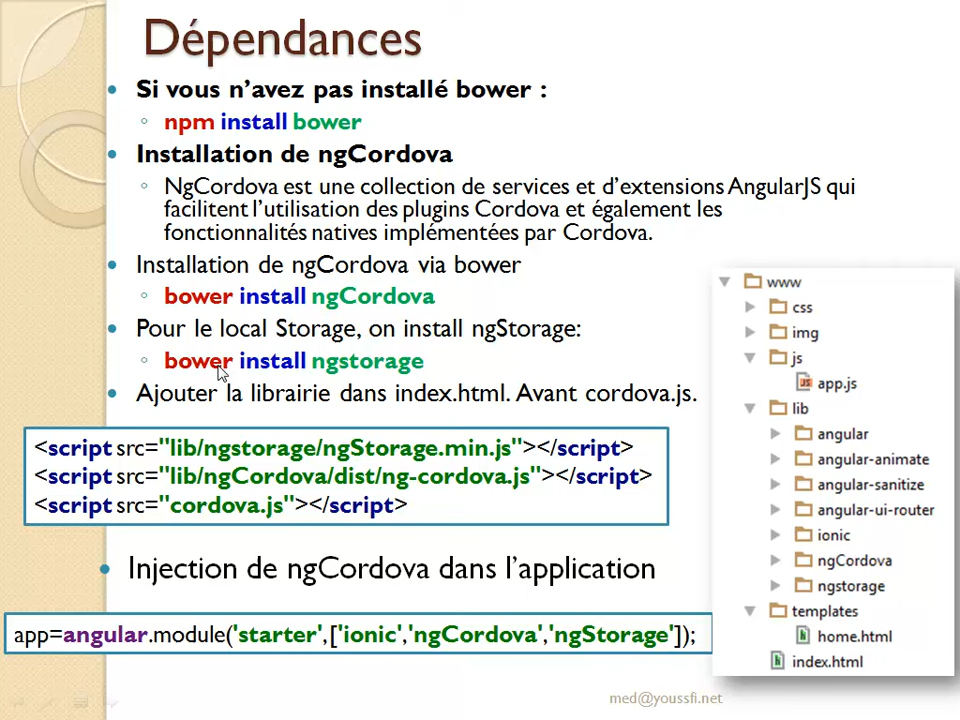 Dépendances
Si vous n’avez pas installé bower :
npm install bower
Installation de ngCordova
NgCordova est une collection de services et d’extensions AngularJS qui
facilitent l’utilisation des plugins Cordova et également les
fonctionnalités natives implémentées par Cordova.
Installation de ngCordova via bower
bower install ngCordova
Pour le local Storage, on install ngStorage:
bower install ngstorage
Ajouter la librairie dans index.html. Avant cordova.js.
<script src="lib/ngstorage/ngStorage.min.js"></script>
<script src="lib/ngCordova/dist/ng-cordova.js"></script>
<script src="cordova.js"></script>
Injection de ngCordova dans l’application
app=angular.module('starter',['ionic','ngCordova','ngStorage']);
www
css
img
js
app.js
lib
angular
angular-animate
angular-sanitize
angular-ui-router
ionic
ngCordova
ngstorage
templates
home.html
index.html
med@youssfi.net